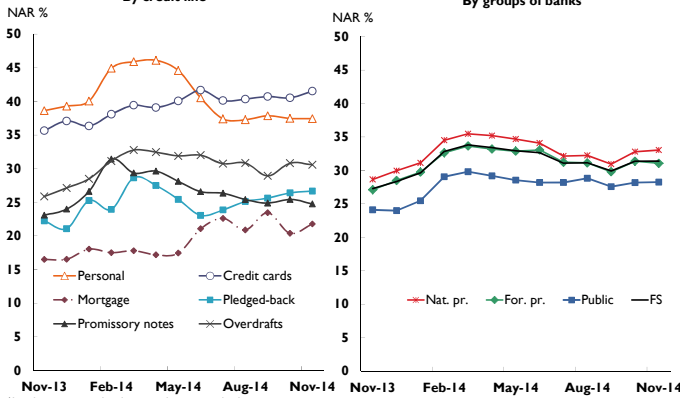 By credit line
NAR %
50
45
40
35
30
25
20
15
10
5
0
Personal
Credit cards
Mortgage
Pledged-back
Promissory notes
Overdrafts
Nov-13 Feb-14 May-14 Aug-14 Nov-14
By groups of banks
NAR %
50
45
40
35
30
25
20
15
10
5
0
Nat. pr. For. pr. Public FS
Nov-13 Feb-14 May-14 Aug-14 Nov-14